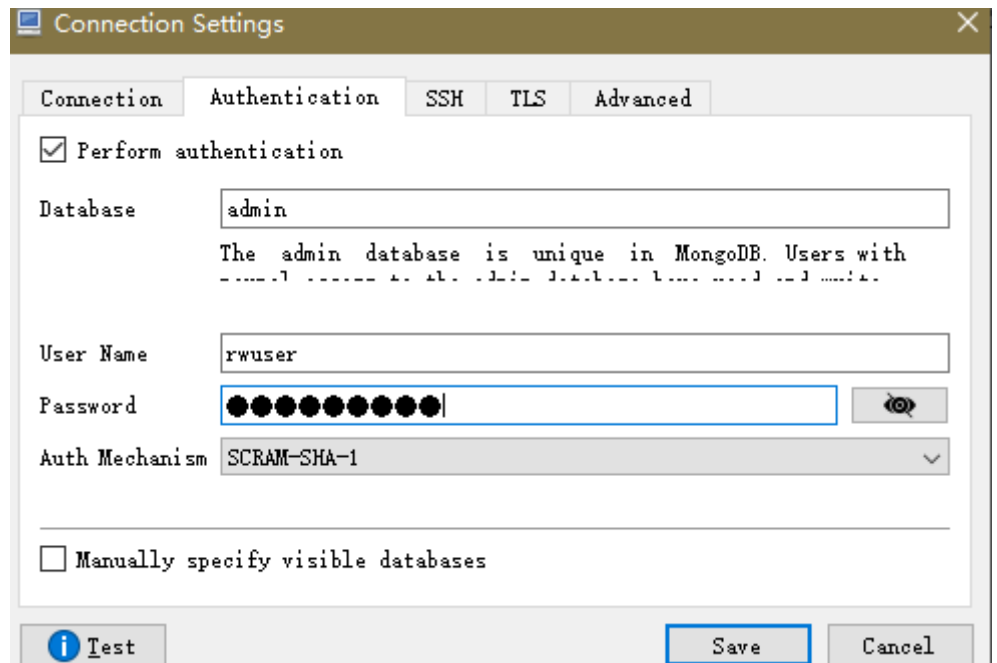 Connection Settings
Connection Authentication SSH TLS Advanced
Perform authentication
Database admin
The admin database is unique in MongoDB. Users with
User Name rwuser
Password ●●●●●●●●●
Auth Mechanism SCRAM-SHA-1
Manually specify visible databases
Test Save Cancel